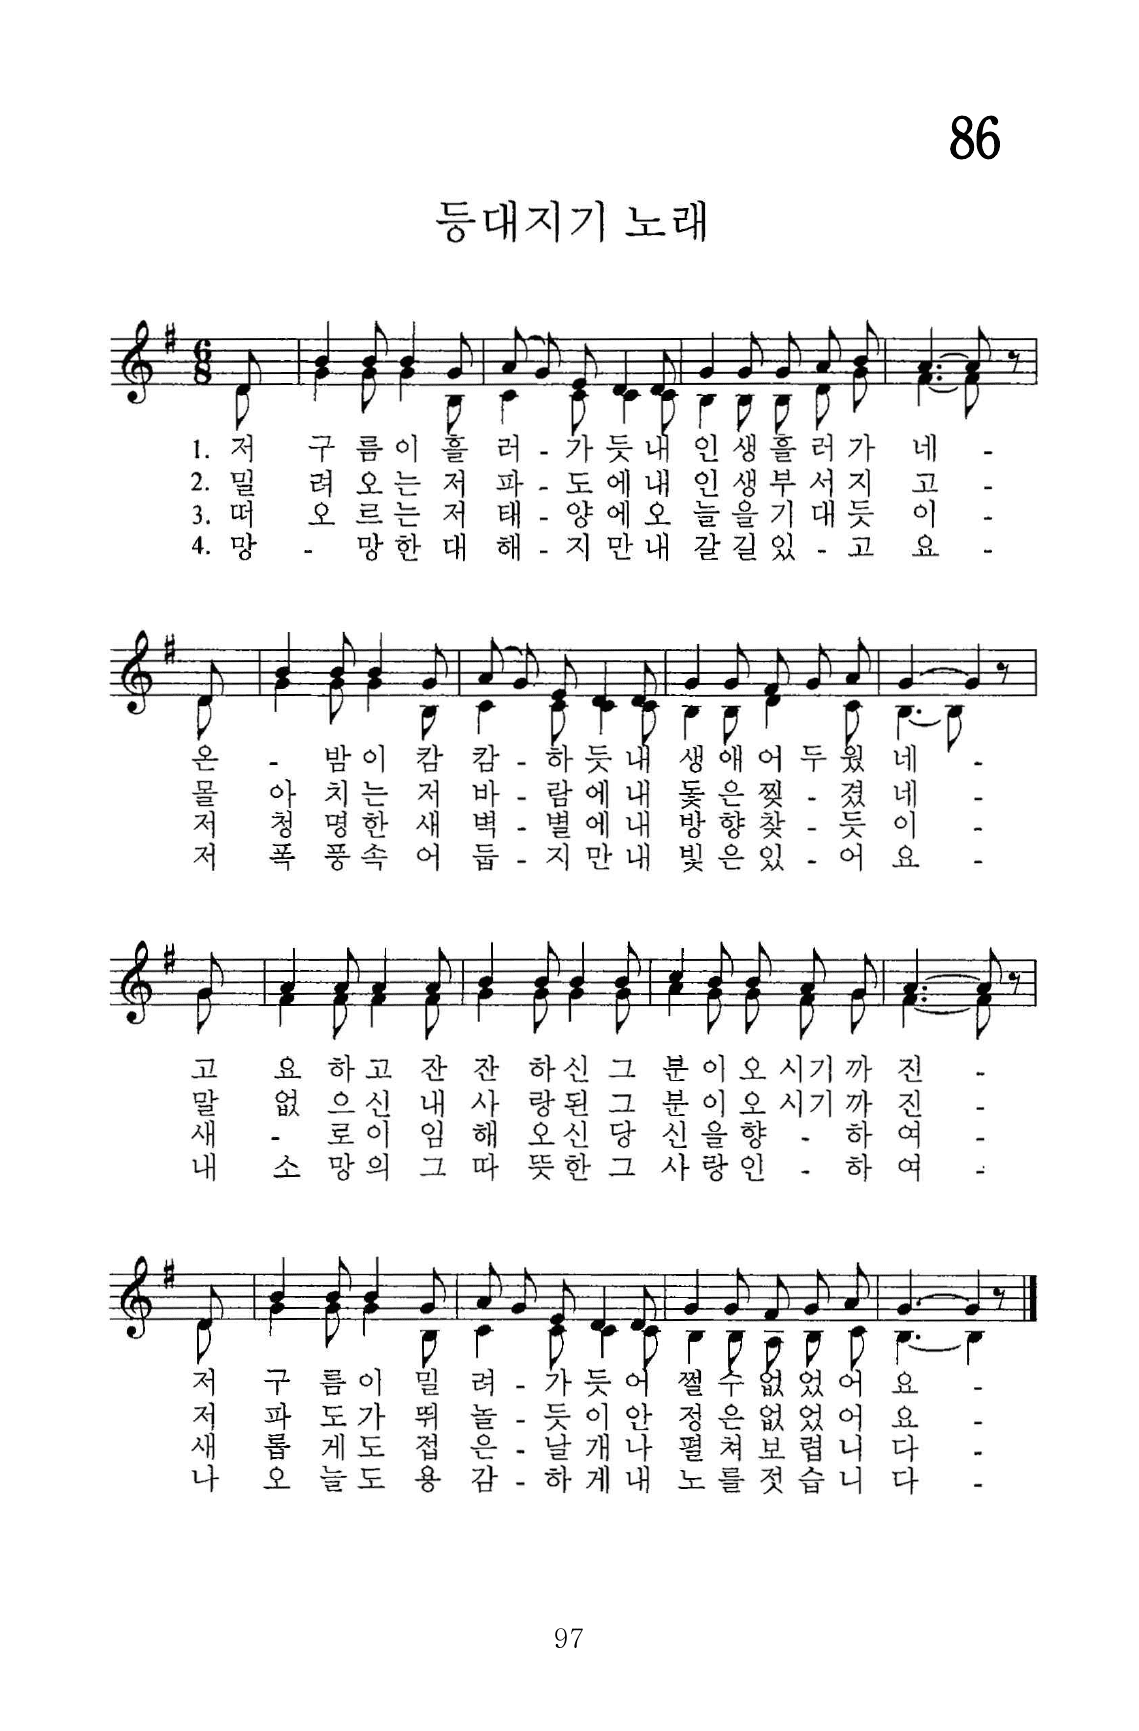 86
등대지기 노래
6
8
1. 저 구 름 이 흘 러 - 가 듯 내 인 생 흘 러 가 네 -
2. 밀 려 오 는 저 파 - 도 에 내 인 생 부 서 지 고 -
3. 떠 오 르 는 저 태 - 양 에 오 늘 을 기 대 듯 이 -
4. 망 - 망 한 대 해 - 지 만 내 갈 길 있 - 고 요 -
온 - 밤 이 캄 캄 - 하 듯 내 생 애 어 두 웠 네 -
몰 아 치 는 저 바 - 람 에 내 돛 은 찢 - 겼 네 -
저 청 명 한 새 벽 - 별 에 내 방 향 찾 - 듯 이 -
저 폭 풍 속 어 둡 - 지 만 내 빛 은 있 - 어 요 -
고 요 하 고 잔 잔 하 신 그 분 이 오 시 기 까 진 -
말 없 으 신 내 사 랑 된 그 분 이 오 시 기 까 진 -
새 - 로 이 임 해 오 신 당 신 을 향 - 하 여 -
내 소 망 의 그 따 뜻 한 그 사 랑 인 - 하 여 -
저 구 름 이 밀 려 - 가 듯 어 쩔 수 없 었 어 요 -
저 파 도 가 뛰 놀 - 듯 이 안 정 은 없 었 어 요 -
새 롭 게 도 접 은 - 날 개 나 펼 쳐 보 렵 니 다 -
나 오 늘 도 용 감 - 하 게 내 노 를 젓 습 니 다 -
97